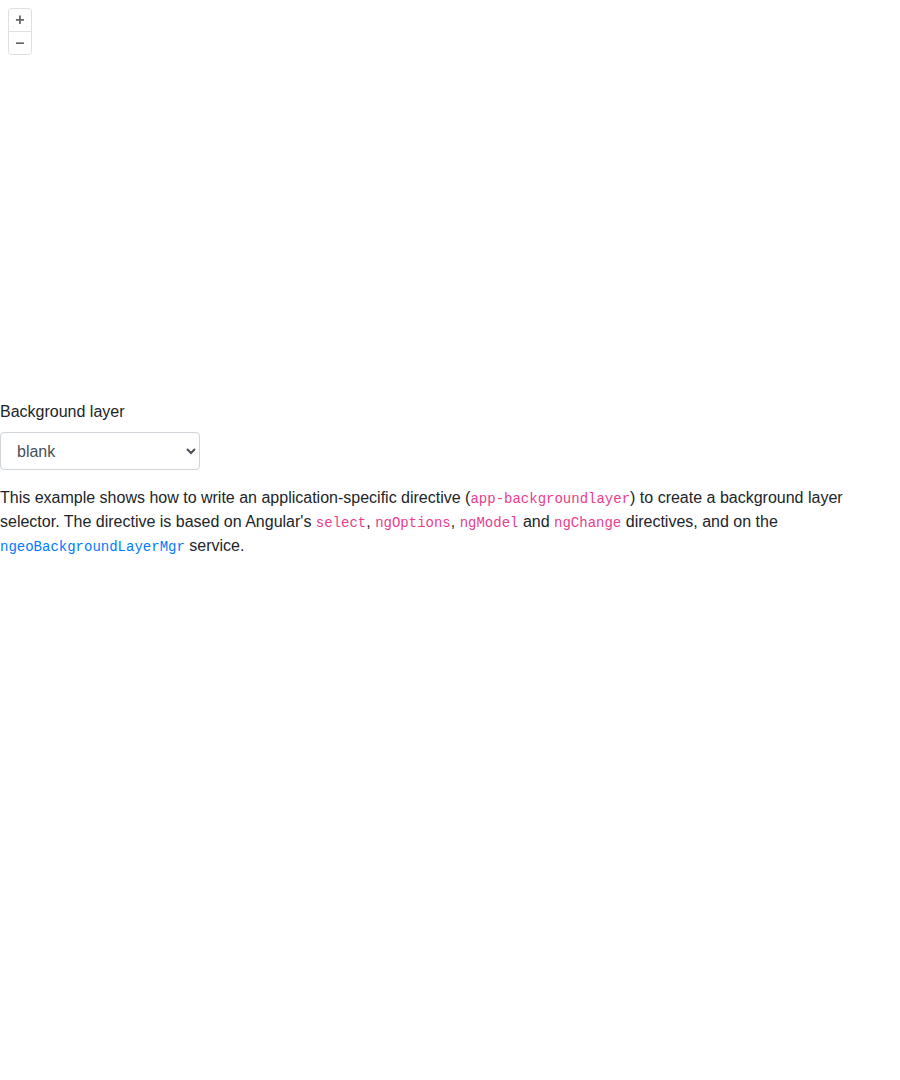 +
−
Background layer
blank
This example shows how to write an application-specific directive (app-backgroundlayer) to create a background layer
selector. The directive is based on Angular's select, ngOptions, ngModel and ngChange directives, and on the
ngeoBackgroundLayerMgr service.